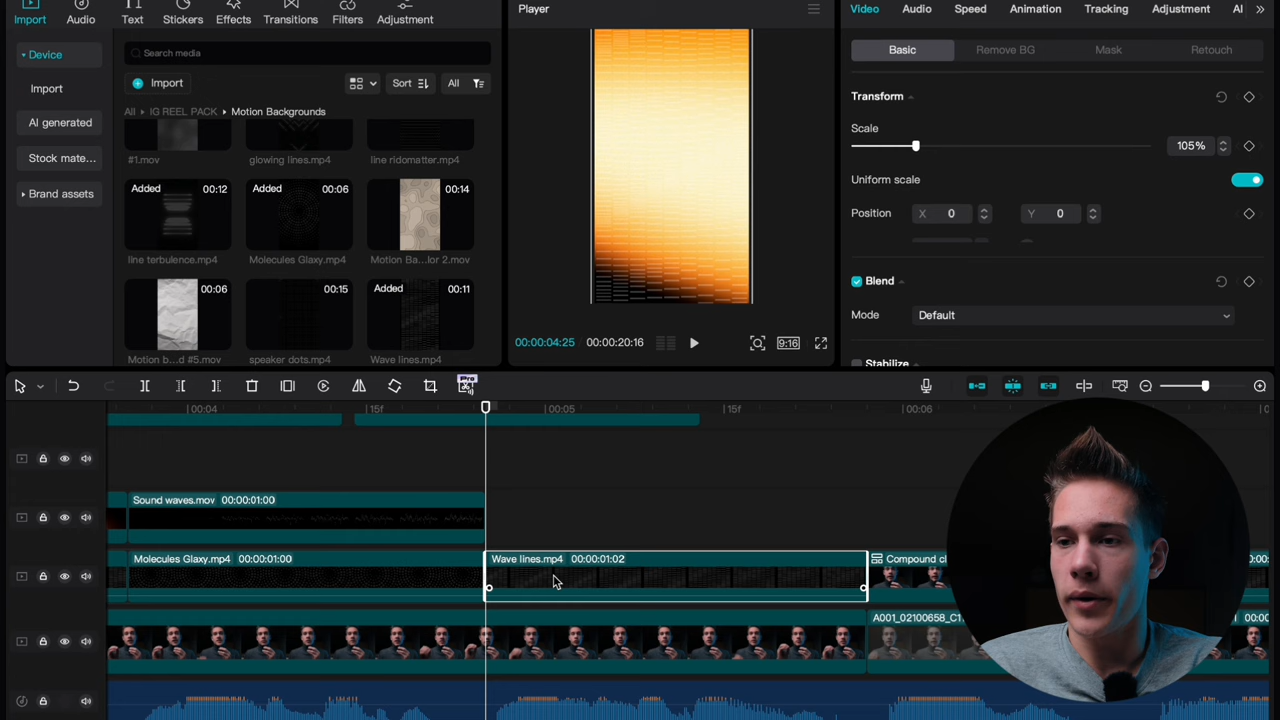 Import Audio Text Stickers Effects Transitions Filters Adjustment
Device
Import
AI generated
Stock mate...
Brand assets
Search media
Import
Sort All
All IG REEL PACK Motion Backgrounds
#1.mov glowing lines.mp4 line ridomatter.mp4
Added 00:12 Added 00:06 00:14
line terbulence.mp4 Molecules Glaxy.mp4 Motion Ba...lor 2.mov
00:06 00:15 Added 00:11
Motion b...d #5.mov speaker dots.mp4 Wave lines.mp4
Player
00:00:04:25 00:00:20:16 9:16
Video Audio Speed Animation Tracking Adjustment AI
Basic Remove BG Mask Retouch
Transform
Scale
105%
Uniform scale
Position X 0 Y 0
Blend
Mode Default
Stabilize
Pro
00:04 15f 00:05 15f 00:06
Sound waves.mov 00:00:01:00
Molecules Glaxy.mp4 00:00:01:00 Wave lines.mp4 00:00:01:02 Compound cl
A001_02100658_C1